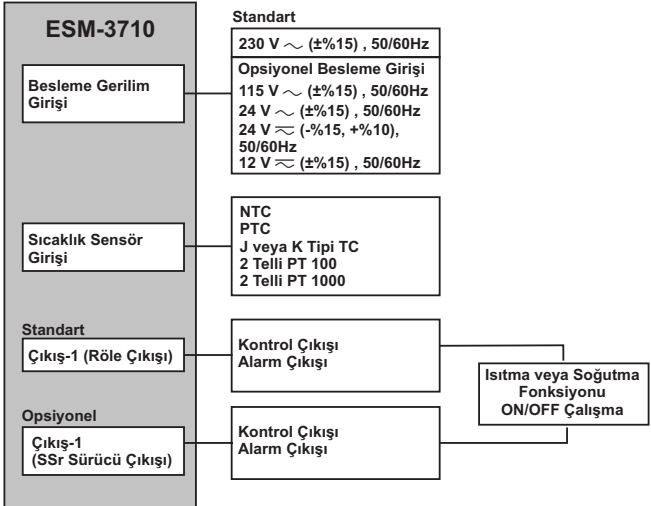 ESM-3710
Standart
230 V ~ (±%15) , 50/60Hz
Besleme Gerilim
Girişi
Opsiyonel Besleme Girişi
115 V ~ (±%15) , 50/60Hz
24 V ~ (±%15) , 50/60Hz
24 V ⏦ (-%15, +%10),
50/60Hz
12 V ⏦ (±%15) , 50/60Hz
Sıcaklık Sensör
Girişi
NTC
PTC
J veya K Tipi TC
2 Telli PT 100
2 Telli PT 1000
Standart
Çıkış-1 (Röle Çıkışı)
Kontrol Çıkışı
Alarm Çıkışı
Isıtma veya Soğutma
Fonksiyonu
ON/OFF Çalışma
Opsiyonel
Çıkış-1
(SSr Sürücü Çıkışı)
Kontrol Çıkışı
Alarm Çıkışı